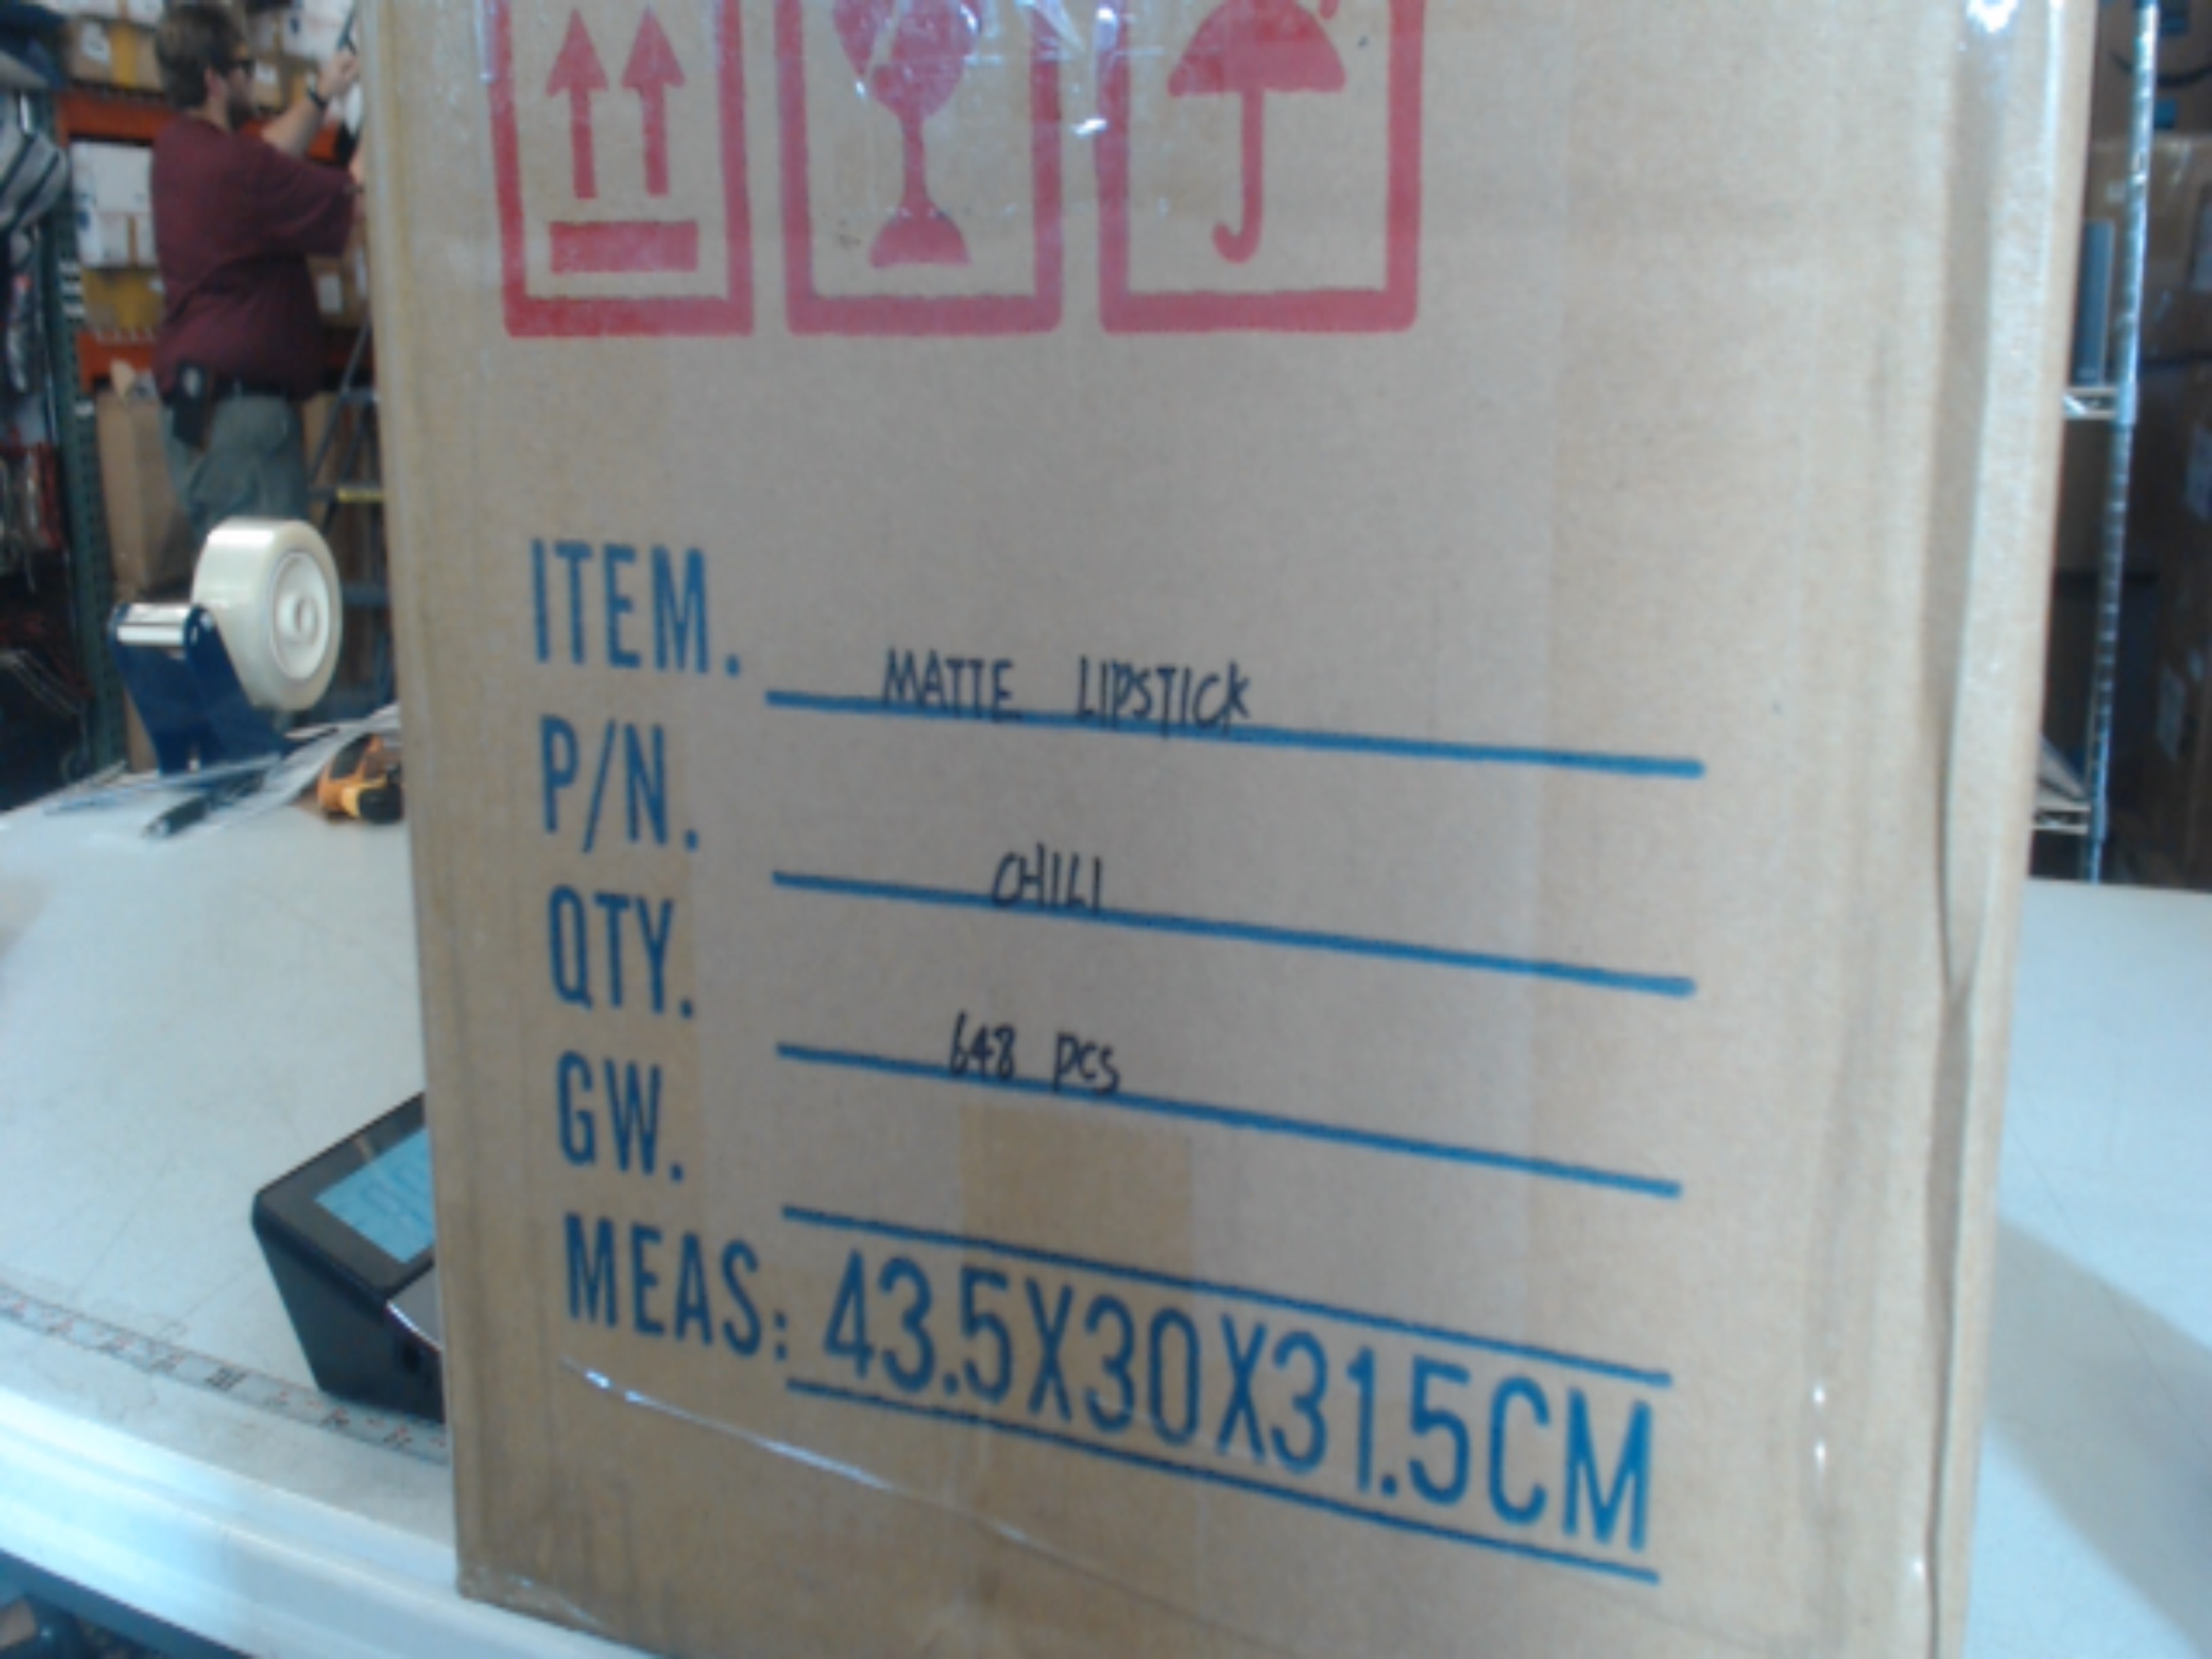 ITEM. MATTE LIPSTICK
P/N. CHILI
QTY. 648 PCS
GW.
MEAS: 43.5X30X31.5CM